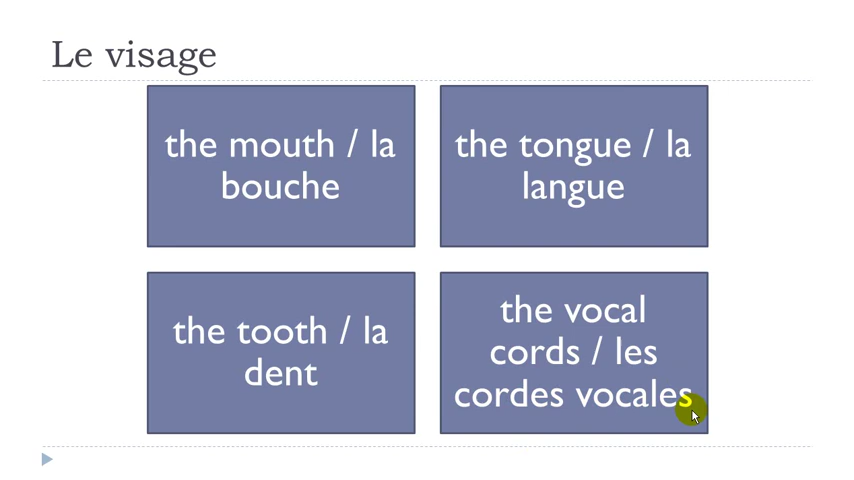 Le visage
the mouth / la
bouche
the tongue / la
langue
the tooth / la
dent
the vocal
cords / les
cordes vocales